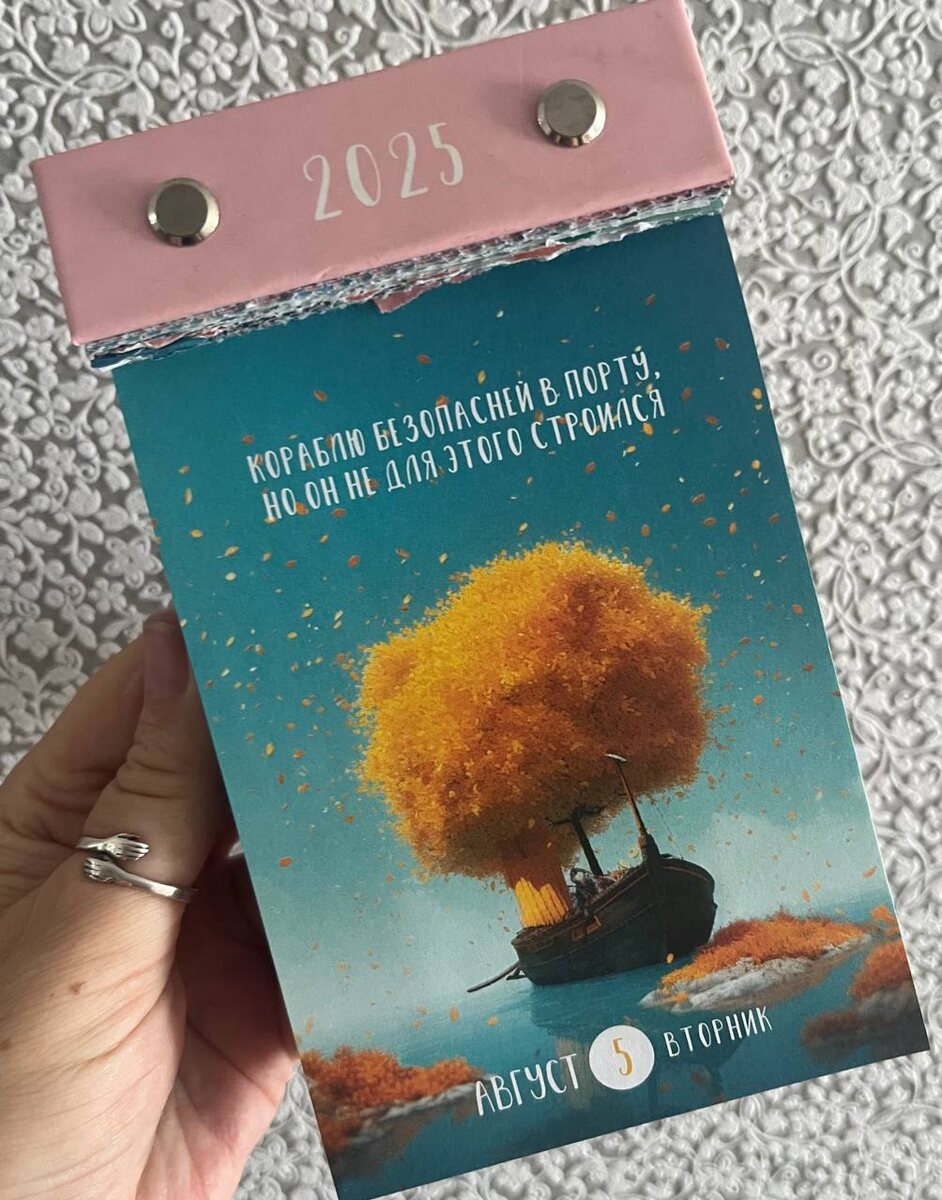 2025
КОРАБЛЮ БЕЗОПАСНЕЙ В ПОРТУ,
НО ОН НЕ ДЛЯ ЭТОГО СТРОИЛСЯ
АВГУСТ 5 ВТОРНИК